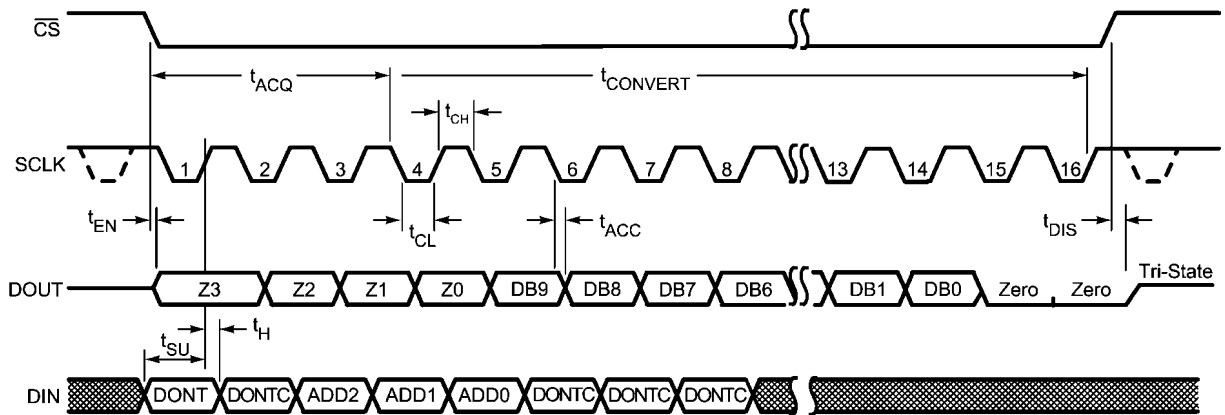 CS
tACQ
tCONVERT
tCH
SCLK
1 2 3 4 5 6 7 8 13 14 15 16
tEN
tCL
tACC
tDIS
DOUT
Z3 Z2 Z1 Z0 DB9 DB8 DB7 DB6 DB1 DB0 Zero Zero
Tri-State
tSU
tH
DIN
DONT DONTC ADD2 ADD1 ADD0 DONTC DONTC DONTC